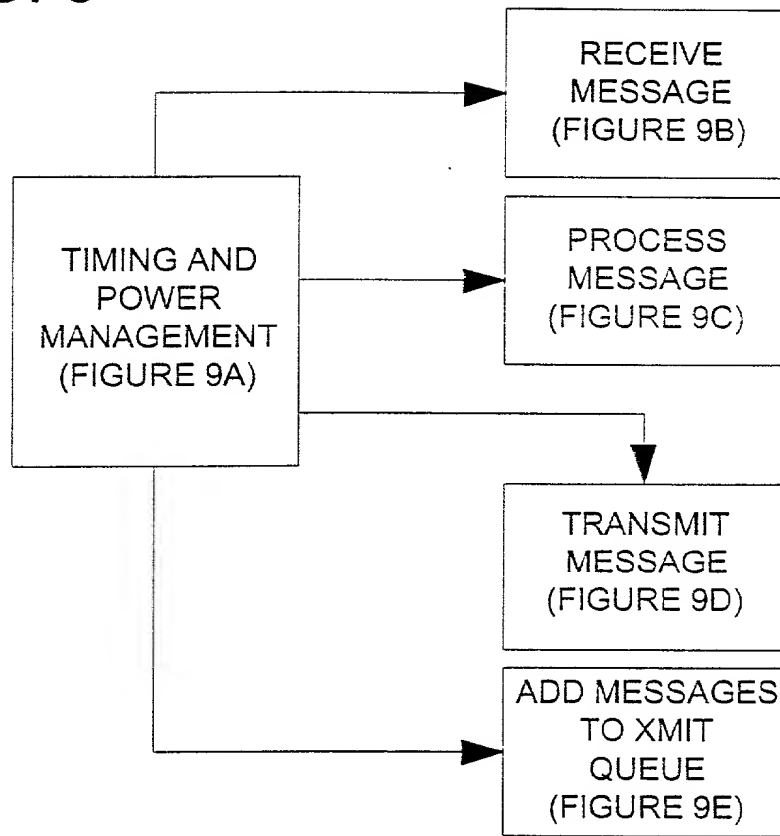 RECEIVE
MESSAGE
(FIGURE 9B)
TIMING AND
POWER
MANAGEMENT
(FIGURE 9A)
PROCESS
MESSAGE
(FIGURE 9C)
TRANSMIT
MESSAGE
(FIGURE 9D)
ADD MESSAGES
TO XMIT
QUEUE
(FIGURE 9E)